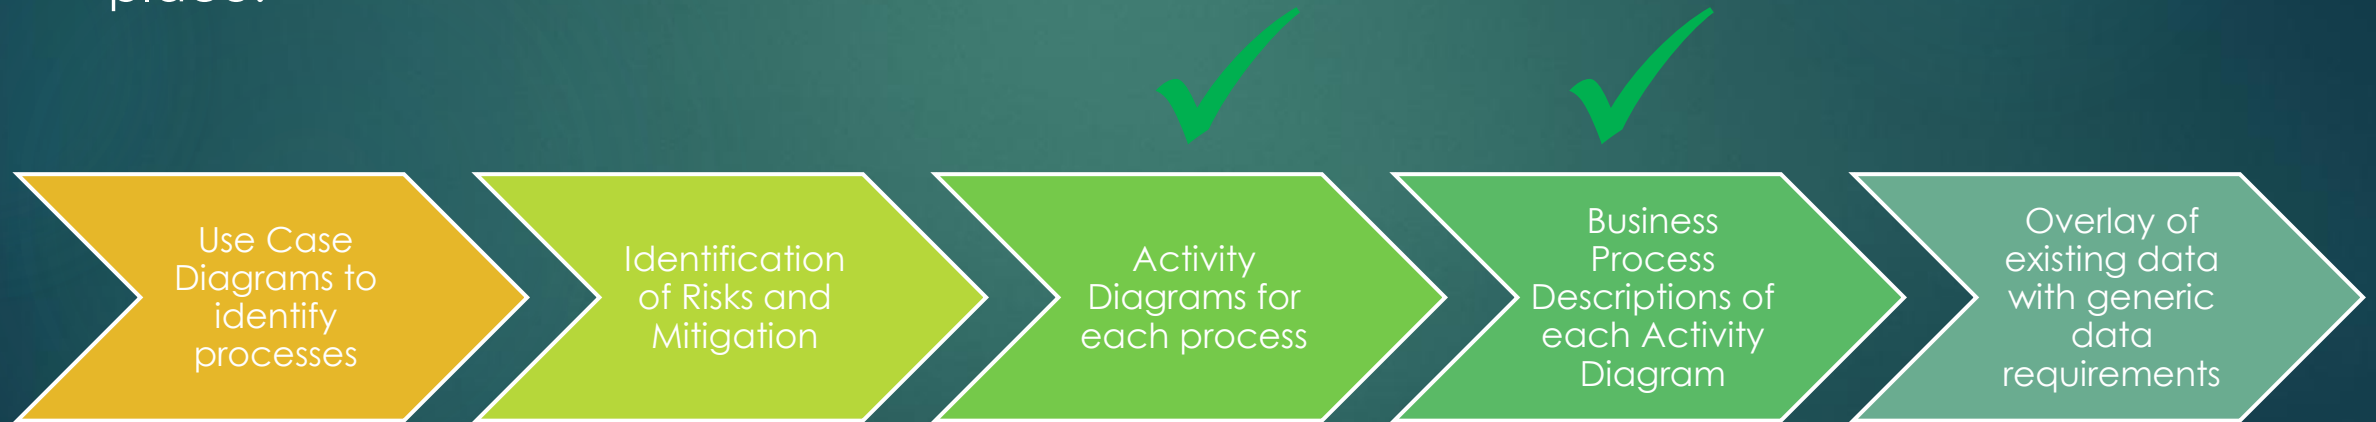 Use Case
Diagrams to
identify
processes
Identification
of Risks and
Mitigation
Activity
Diagrams for
each process
Business
Process
Descriptions of
each Activity
Diagram
Overlay of
existing data
with generic
data
requirements